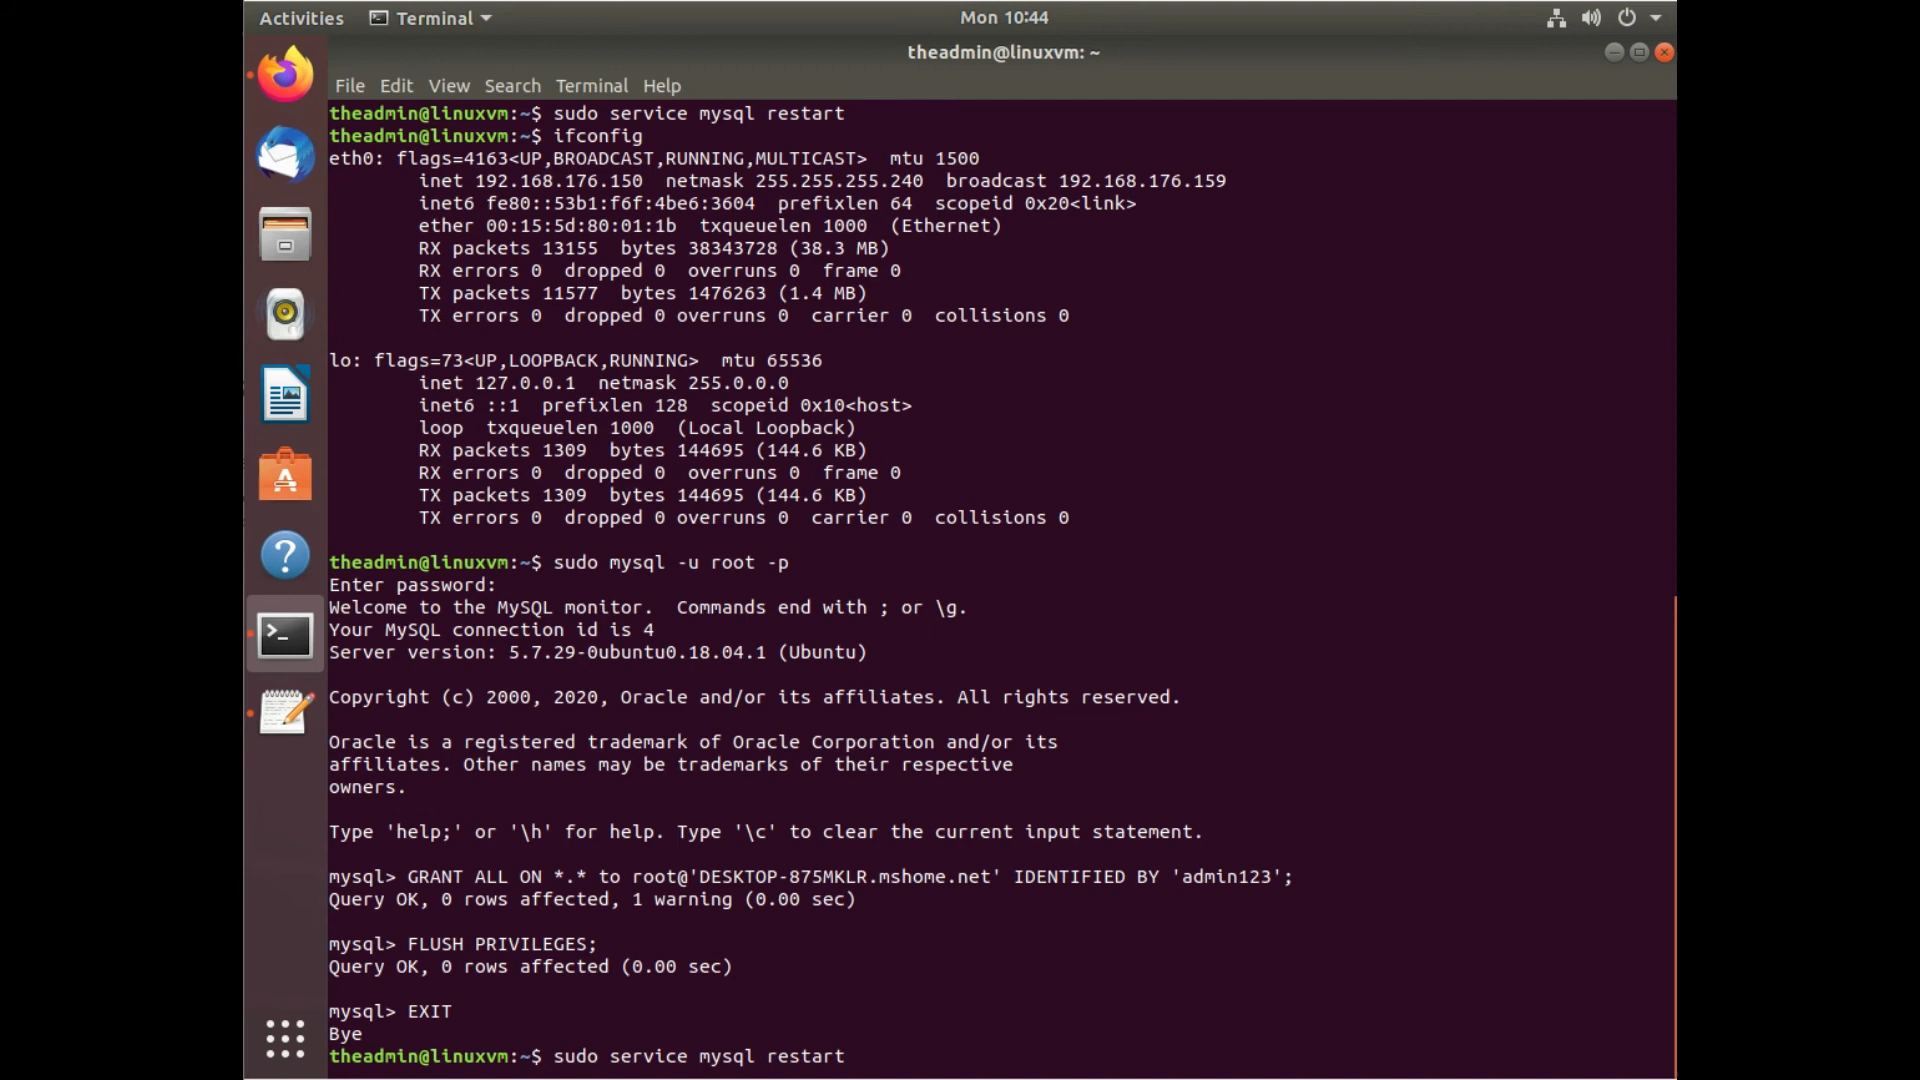 Activities Terminal Mon 10:44
theadmin@linuxvm: ~
File Edit View Search Terminal Help
theadmin@linuxvm:~$ sudo service mysql restart
theadmin@linuxvm:~$ ifconfig
eth0: flags=4163<UP,BROADCAST,RUNNING,MULTICAST>  mtu 1500
        inet 192.168.176.150  netmask 255.255.255.240  broadcast 192.168.176.159
        inet6 fe80::53b1:f6f:4be6:3604  prefixlen 64  scopeid 0x20<link>
        ether 00:15:5d:80:01:1b  txqueuelen 1000  (Ethernet)
        RX packets 13155  bytes 38343728 (38.3 MB)
        RX errors 0  dropped 0  overruns 0  frame 0
        TX packets 11577  bytes 1476263 (1.4 MB)
        TX errors 0  dropped 0 overruns 0  carrier 0  collisions 0
lo: flags=73<UP,LOOPBACK,RUNNING>  mtu 65536
        inet 127.0.0.1  netmask 255.0.0.0
        inet6 ::1  prefixlen 128  scopeid 0x10<host>
        loop  txqueuelen 1000  (Local Loopback)
        RX packets 1309  bytes 144695 (144.6 KB)
        RX errors 0  dropped 0  overruns 0  frame 0
        TX packets 1309  bytes 144695 (144.6 KB)
        TX errors 0  dropped 0 overruns 0  carrier 0  collisions 0
theadmin@linuxvm:~$ sudo mysql -u root -p
Enter password:
Welcome to the MySQL monitor.  Commands end with ; or \g.
Your MySQL connection id is 4
Server version: 5.7.29-0ubuntu0.18.04.1 (Ubuntu)
Copyright (c) 2000, 2020, Oracle and/or its affiliates. All rights reserved.
Oracle is a registered trademark of Oracle Corporation and/or its
affiliates. Other names may be trademarks of their respective
owners.
Type 'help;' or '\h' for help. Type '\c' to clear the current input statement.
mysql> GRANT ALL ON *.* to root@'DESKTOP-875MKLR.mshome.net' IDENTIFIED BY 'admin123';
Query OK, 0 rows affected, 1 warning (0.00 sec)
mysql> FLUSH PRIVILEGES;
Query OK, 0 rows affected (0.00 sec)
mysql> EXIT
Bye
theadmin@linuxvm:~$ sudo service mysql restart